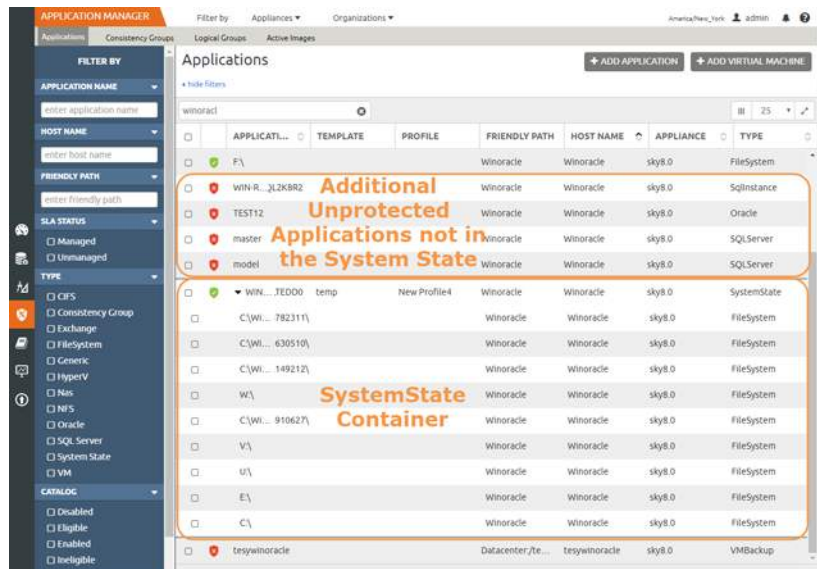 APPLICATION MANAGER Filter by Appliances ▾ Organizations ▾ America/New_York admin
Applications Consistency Groups Logical Groups Active Images
FILTER BY
APPLICATION NAME
enter application name
HOST NAME
enter host name
FRIENDLY PATH
enter friendly path
SLA STATUS
Managed
Unmanaged
TYPE
CIFS
Consistency Group
Exchange
FileSystem
Generic
HyperV
Nas
NFS
Oracle
SQL Server
System State
VM
CATALOG
Disabled
Eligible
Enabled
Ineligible
Applications + ADD APPLICATION + ADD VIRTUAL MACHINE
hide filters
winoracl 25
APPLICATI... TEMPLATE PROFILE FRIENDLY PATH HOST NAME APPLIANCE TYPE
F:\ Winoracle Winoracle sky8.0 FileSystem
WIN-R...JL2KBR2 Winoracle sky8.0 SqlInstance
TEST12 Winoracle Winoracle sky8.0 Oracle
master Winoracle Winoracle sky8.0 SQLServer
model Winoracle Winoracle sky8.0 SQLServer
Additional
Unprotected
Applications not in
the System State
WIN... .TEDD0 temp New Profile4 Winoracle Winoracle sky8.0 SystemState
C:\WI... 782311\ Winoracle Winoracle sky8.0 FileSystem
C:\WI... 630510\ Winoracle Winoracle sky8.0 FileSystem
C:\WI... 149212\ Winoracle Winoracle sky8.0 FileSystem
W:\ Winoracle Winoracle sky8.0 FileSystem
C:\WI... 910627\ Winoracle Winoracle sky8.0 FileSystem
V:\ Winoracle Winoracle sky8.0 FileSystem
U:\ Winoracle Winoracle sky8.0 FileSystem
E:\ Winoracle Winoracle sky8.0 FileSystem
C:\ Winoracle Winoracle sky8.0 FileSystem
SystemState
Container
tesywinoracle Datacenter:/te... tesywinoracle sky8.0 VMBackup